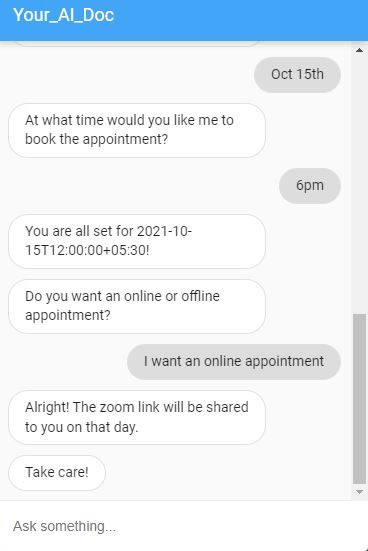 Your_AI_Doc
Oct 15th
At what time would you like me to
book the appointment?
6pm
You are all set for 2021-10-
15T12:00:00+05:30!
Do you want an online or offline
appointment?
I want an online appointment
Alright! The zoom link will be shared
to you on that day.
Take care!
Ask something...